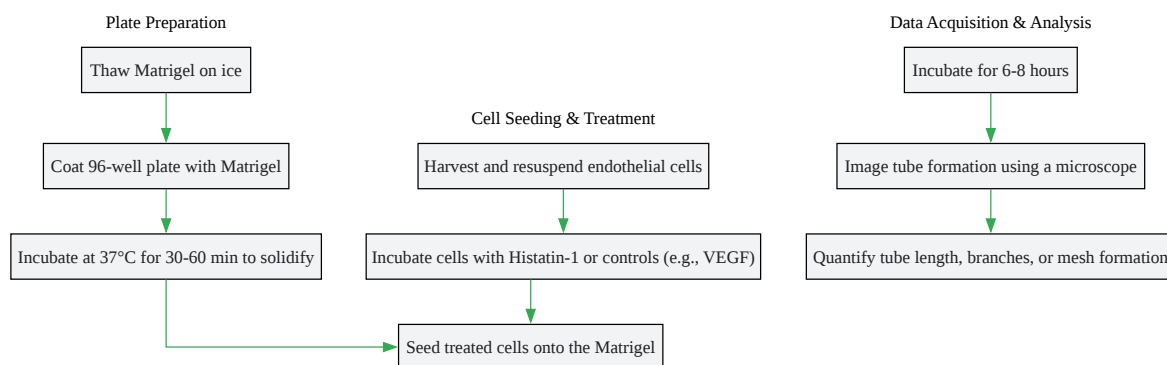 Plate Preparation
Thaw Matrigel on ice
Coat 96-well plate with Matrigel
Incubate at 37°C for 30-60 min to solidify
Cell Seeding & Treatment
Harvest and resuspend endothelial cells
Incubate cells with Histatin-1 or controls (e.g., VEGF)
Seed treated cells onto the Matrigel
Data Acquisition & Analysis
Incubate for 6-8 hours
Image tube formation using a microscope
Quantify tube length, branches, or mesh formation